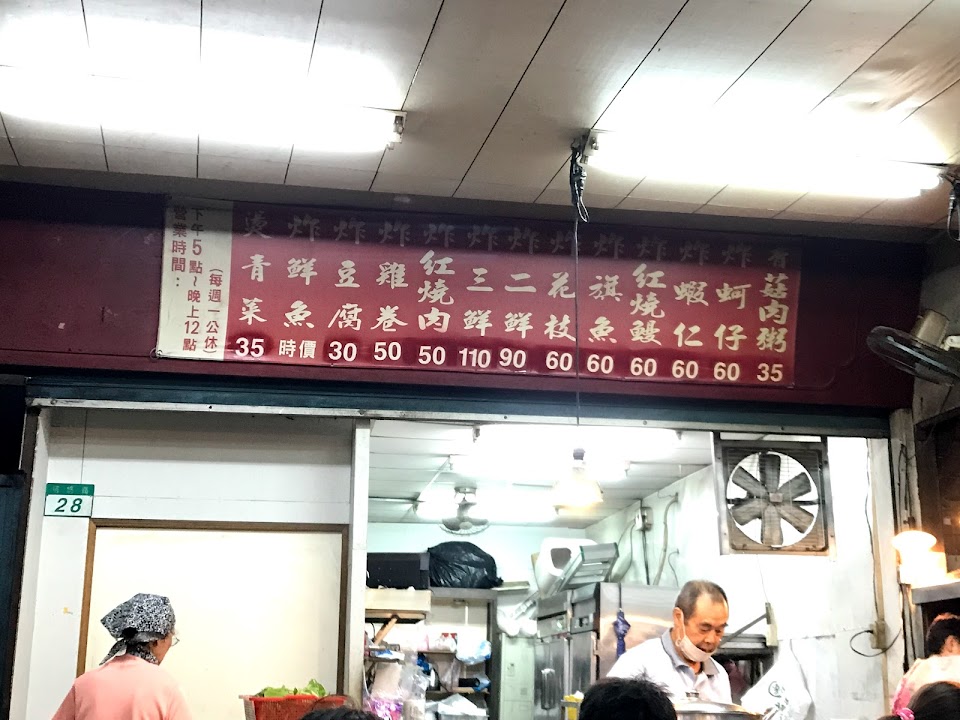 香菇肉粥 35
炸蚵仔 60
炸蝦仁 60
炸紅燒鰻 60
炸旗魚 60
炸花枝 60
炸二鮮 90
炸三鮮 110
炸紅燒肉 50
炸雞卷 50
炸豆腐 30
炸鮮魚 時價
燙青菜 35
營業時間：
下午5點~晚上12點
(每週一公休)
28